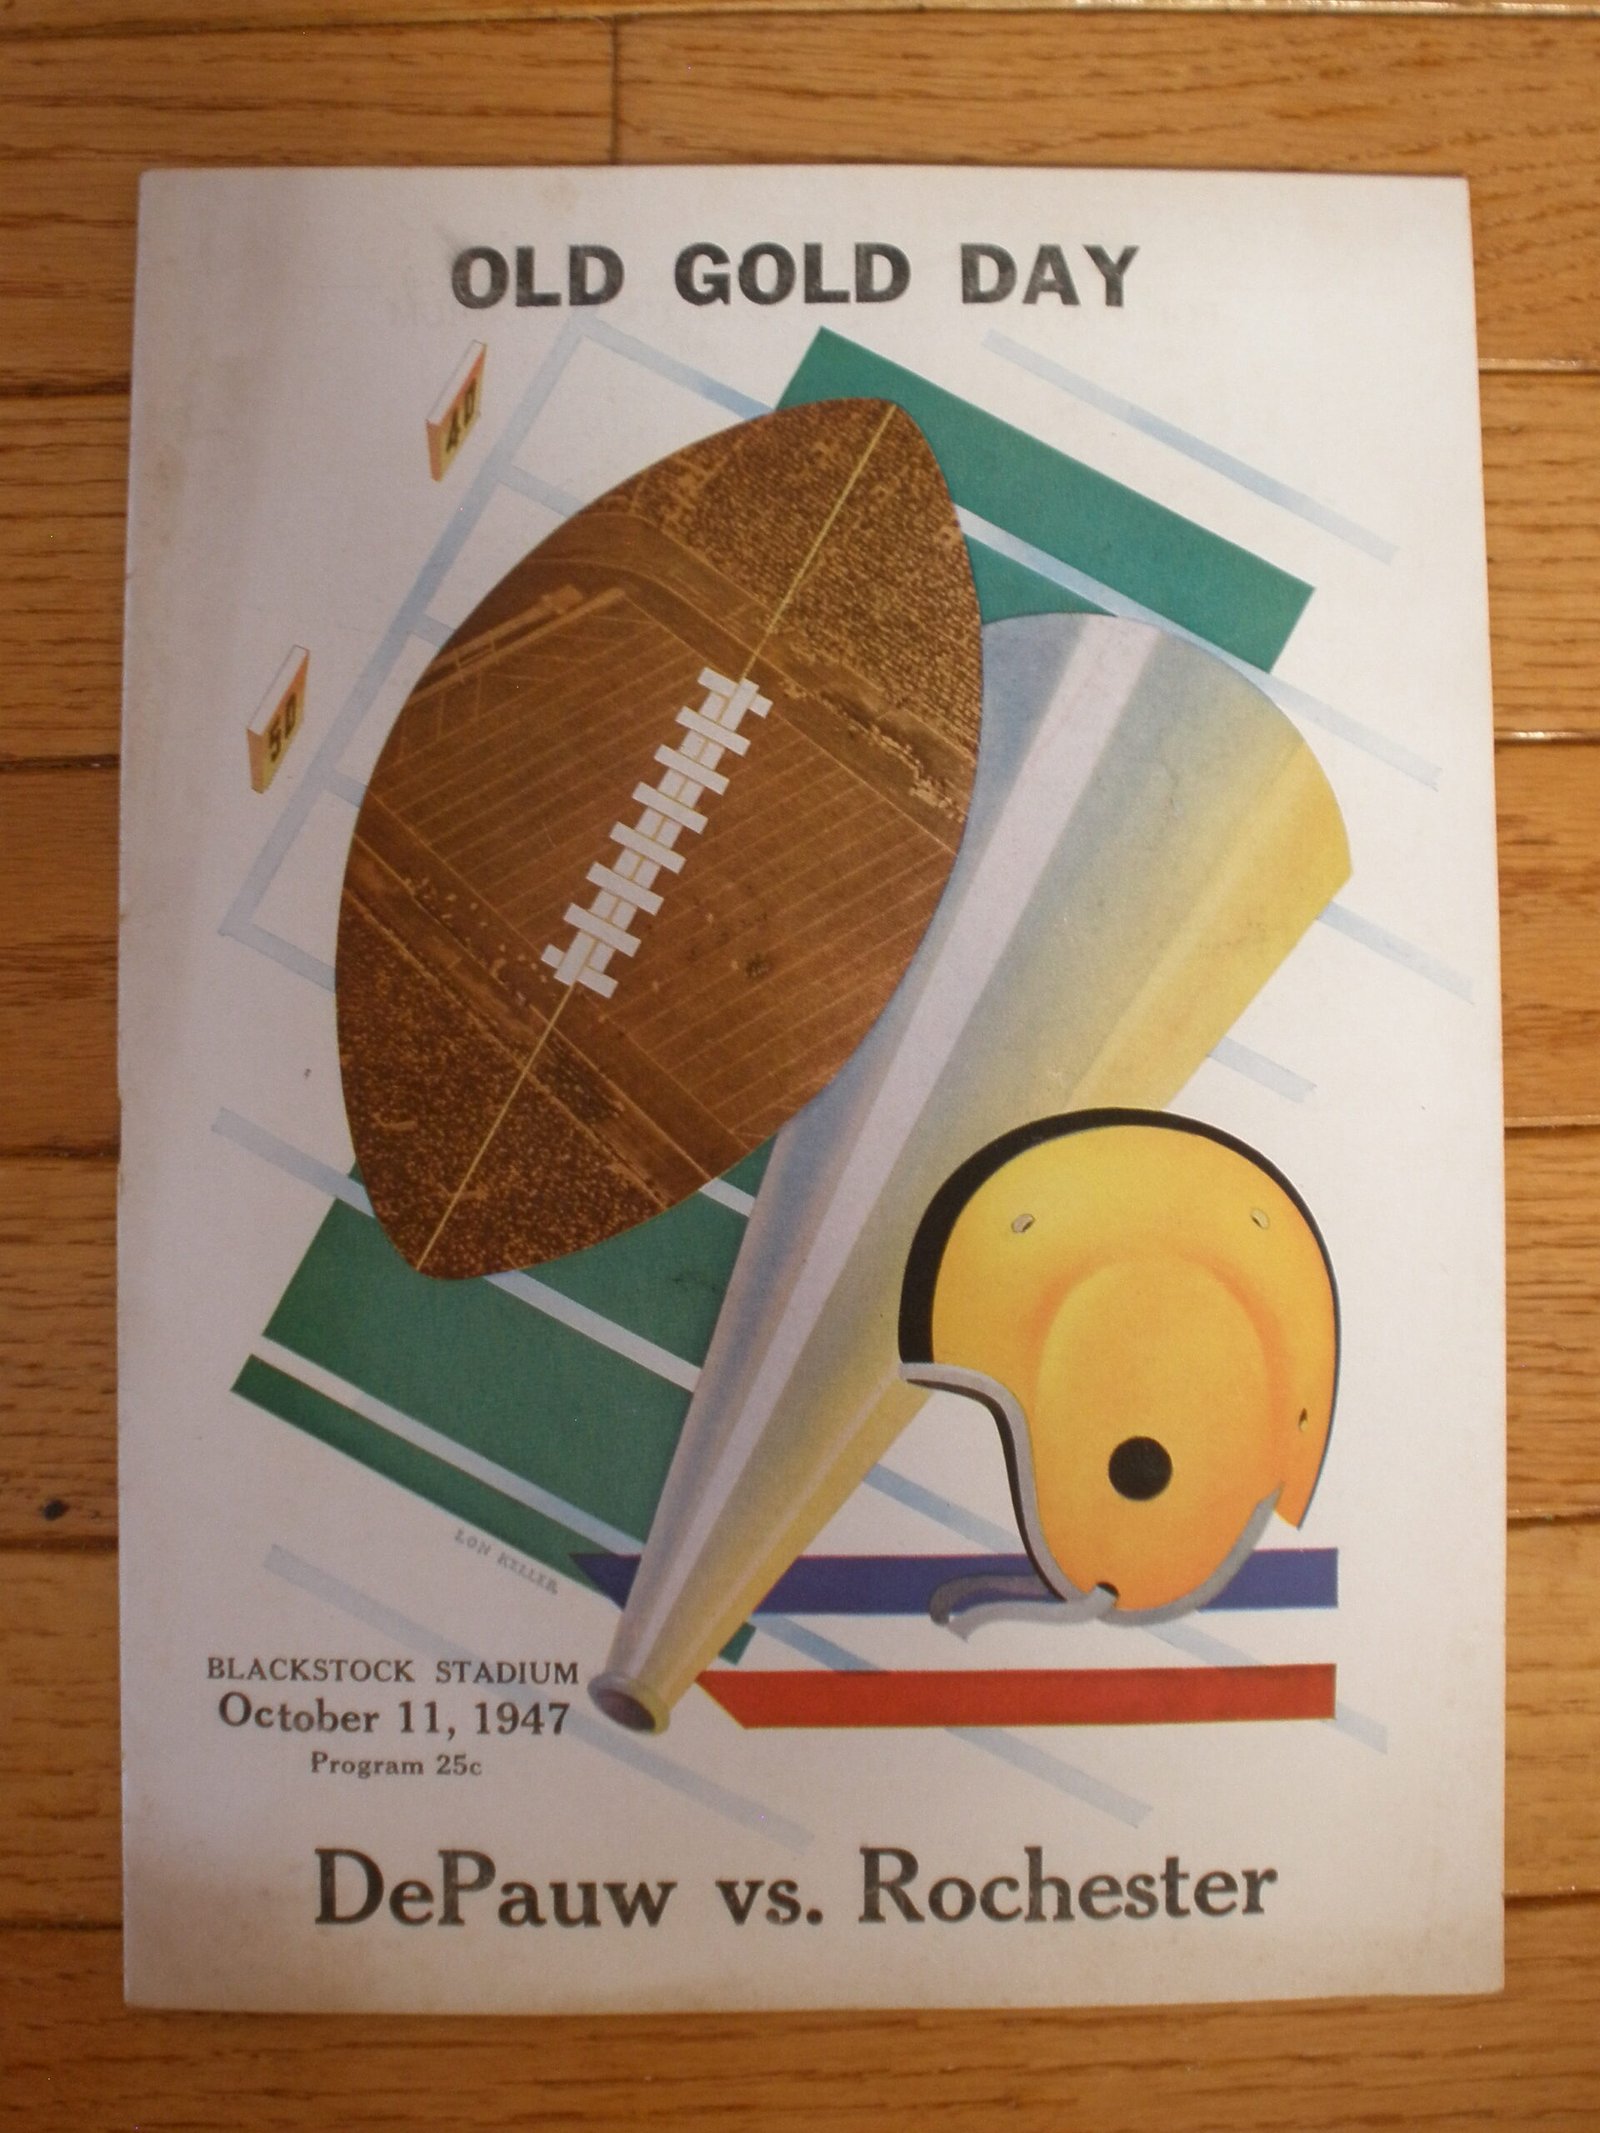 OLD GOLD DAY
40
50
LON KELLER
BLACKSTOCK STADIUM
October 11, 1947
Program 25c
DePauw vs. Rochester